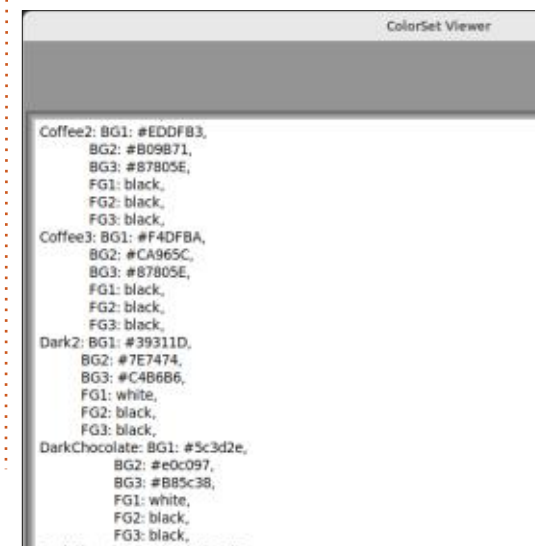 ColorSet Viewer
Coffee2: BG1: #EDDFB3,
BG2: #B09B71,
BG3: #87805E,
FG1: black,
FG2: black,
FG3: black,
Coffee3: BG1: #F4DFBA,
BG2: #CA965C,
BG3: #87805E,
FG1: black,
FG2: black,
FG3: black,
Dark2: BG1: #39311D,
BG2: #7E7474,
BG3: #C4B6B6,
FG1: white,
FG2: black,
FG3: black,
DarkChocolate: BG1: #5c3d2e,
BG2: #e0c097,
BG3: #B85c38,
FG1: white,
FG2: black,
FG3: black,